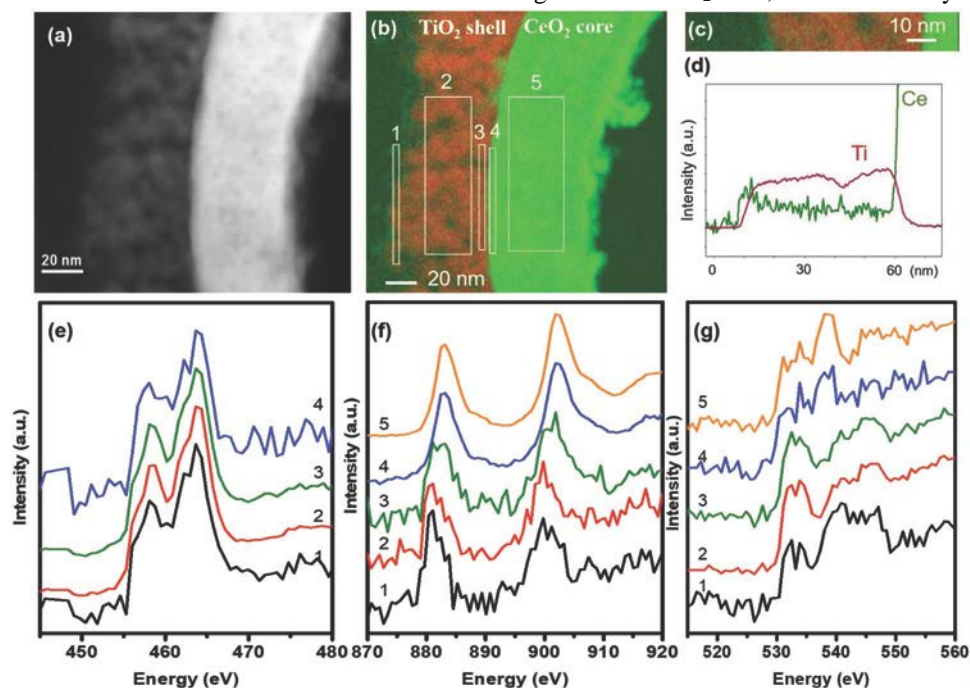 (a)
20 nm
(b)
TiO₂ shell
CeO₂ core
1
2
3
4
5
20 nm
(c)
10 nm
(d)
Ce
Ti
Intensity (a.u.)
0 30 60 (nm)
(e)
4
3
2
1
Intensity (a.u.)
450 460 470 480
Energy (eV)
(f)
5
4
3
2
1
Intensity (a.u.)
870 880 890 900 910 920
Energy (eV)
(g)
5
4
3
2
1
Intensity (a.u.)
520 530 540 550 560
Energy (eV)